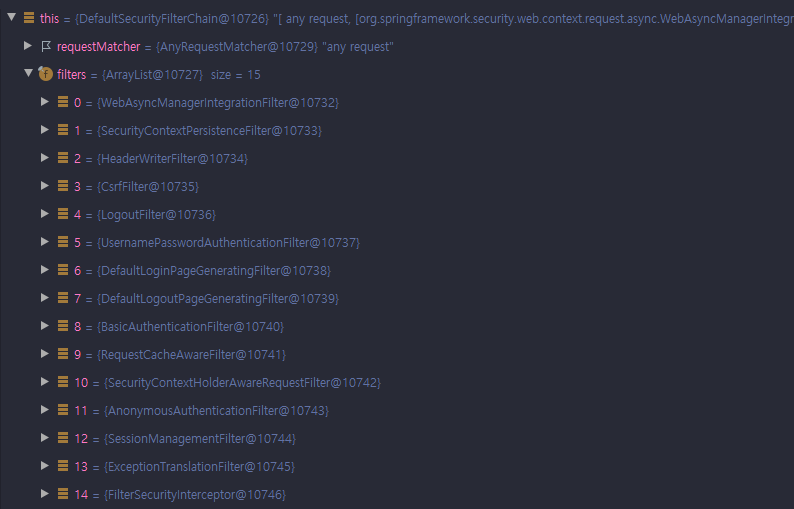 this = {DefaultSecurityFilterChain@10726} "[ any request, [org.springframework.security.web.context.request.async.WebAsyncManagerIntegr
requestMatcher = {AnyRequestMatcher@10729} "any request"
f filters = {ArrayList@10727} size = 15
0 = {WebAsyncManagerIntegrationFilter@10732}
1 = {SecurityContextPersistenceFilter@10733}
2 = {HeaderWriterFilter@10734}
3 = {CsrfFilter@10735}
4 = {LogoutFilter@10736}
5 = {UsernamePasswordAuthenticationFilter@10737}
6 = {DefaultLoginPageGeneratingFilter@10738}
7 = {DefaultLogoutPageGeneratingFilter@10739}
8 = {BasicAuthenticationFilter@10740}
9 = {RequestCacheAwareFilter@10741}
10 = {SecurityContextHolderAwareRequestFilter@10742}
11 = {AnonymousAuthenticationFilter@10743}
12 = {SessionManagementFilter@10744}
13 = {ExceptionTranslationFilter@10745}
14 = {FilterSecurityInterceptor@10746}